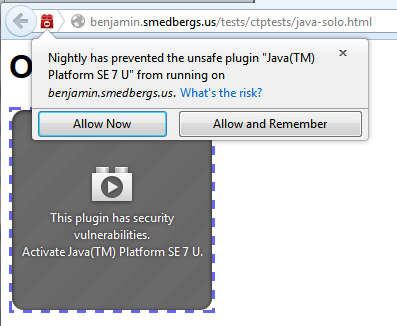 benjamin.smedbergs.us/tests/ctptests/java-solo.html
Nightly has prevented the unsafe plugin "Java(TM)
Platform SE 7 U" from running on
benjamin.smedbergs.us. What's the risk?
Allow Now
Allow and Remember
This plugin has security
vulnerabilities.
Activate Java(TM) Platform SE 7 U.